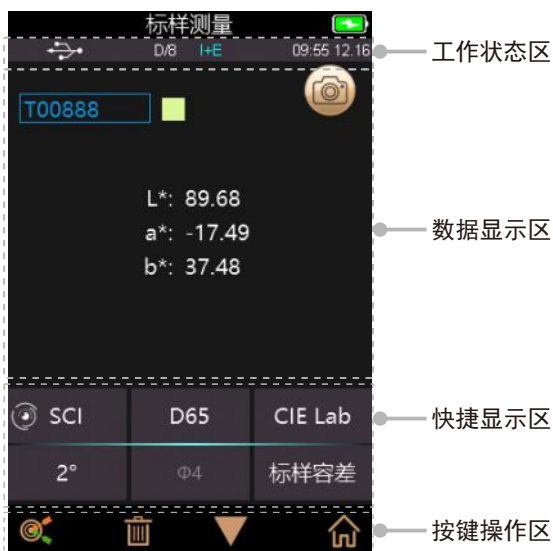 标样测量
D/8 I+E 09:55 12.16
工作状态区
T00888
L*: 89.68
a*: -17.49
b*: 37.48
数据显示区
SCI D65 CIE Lab
快捷显示区
2° Φ4 标样容差
按键操作区